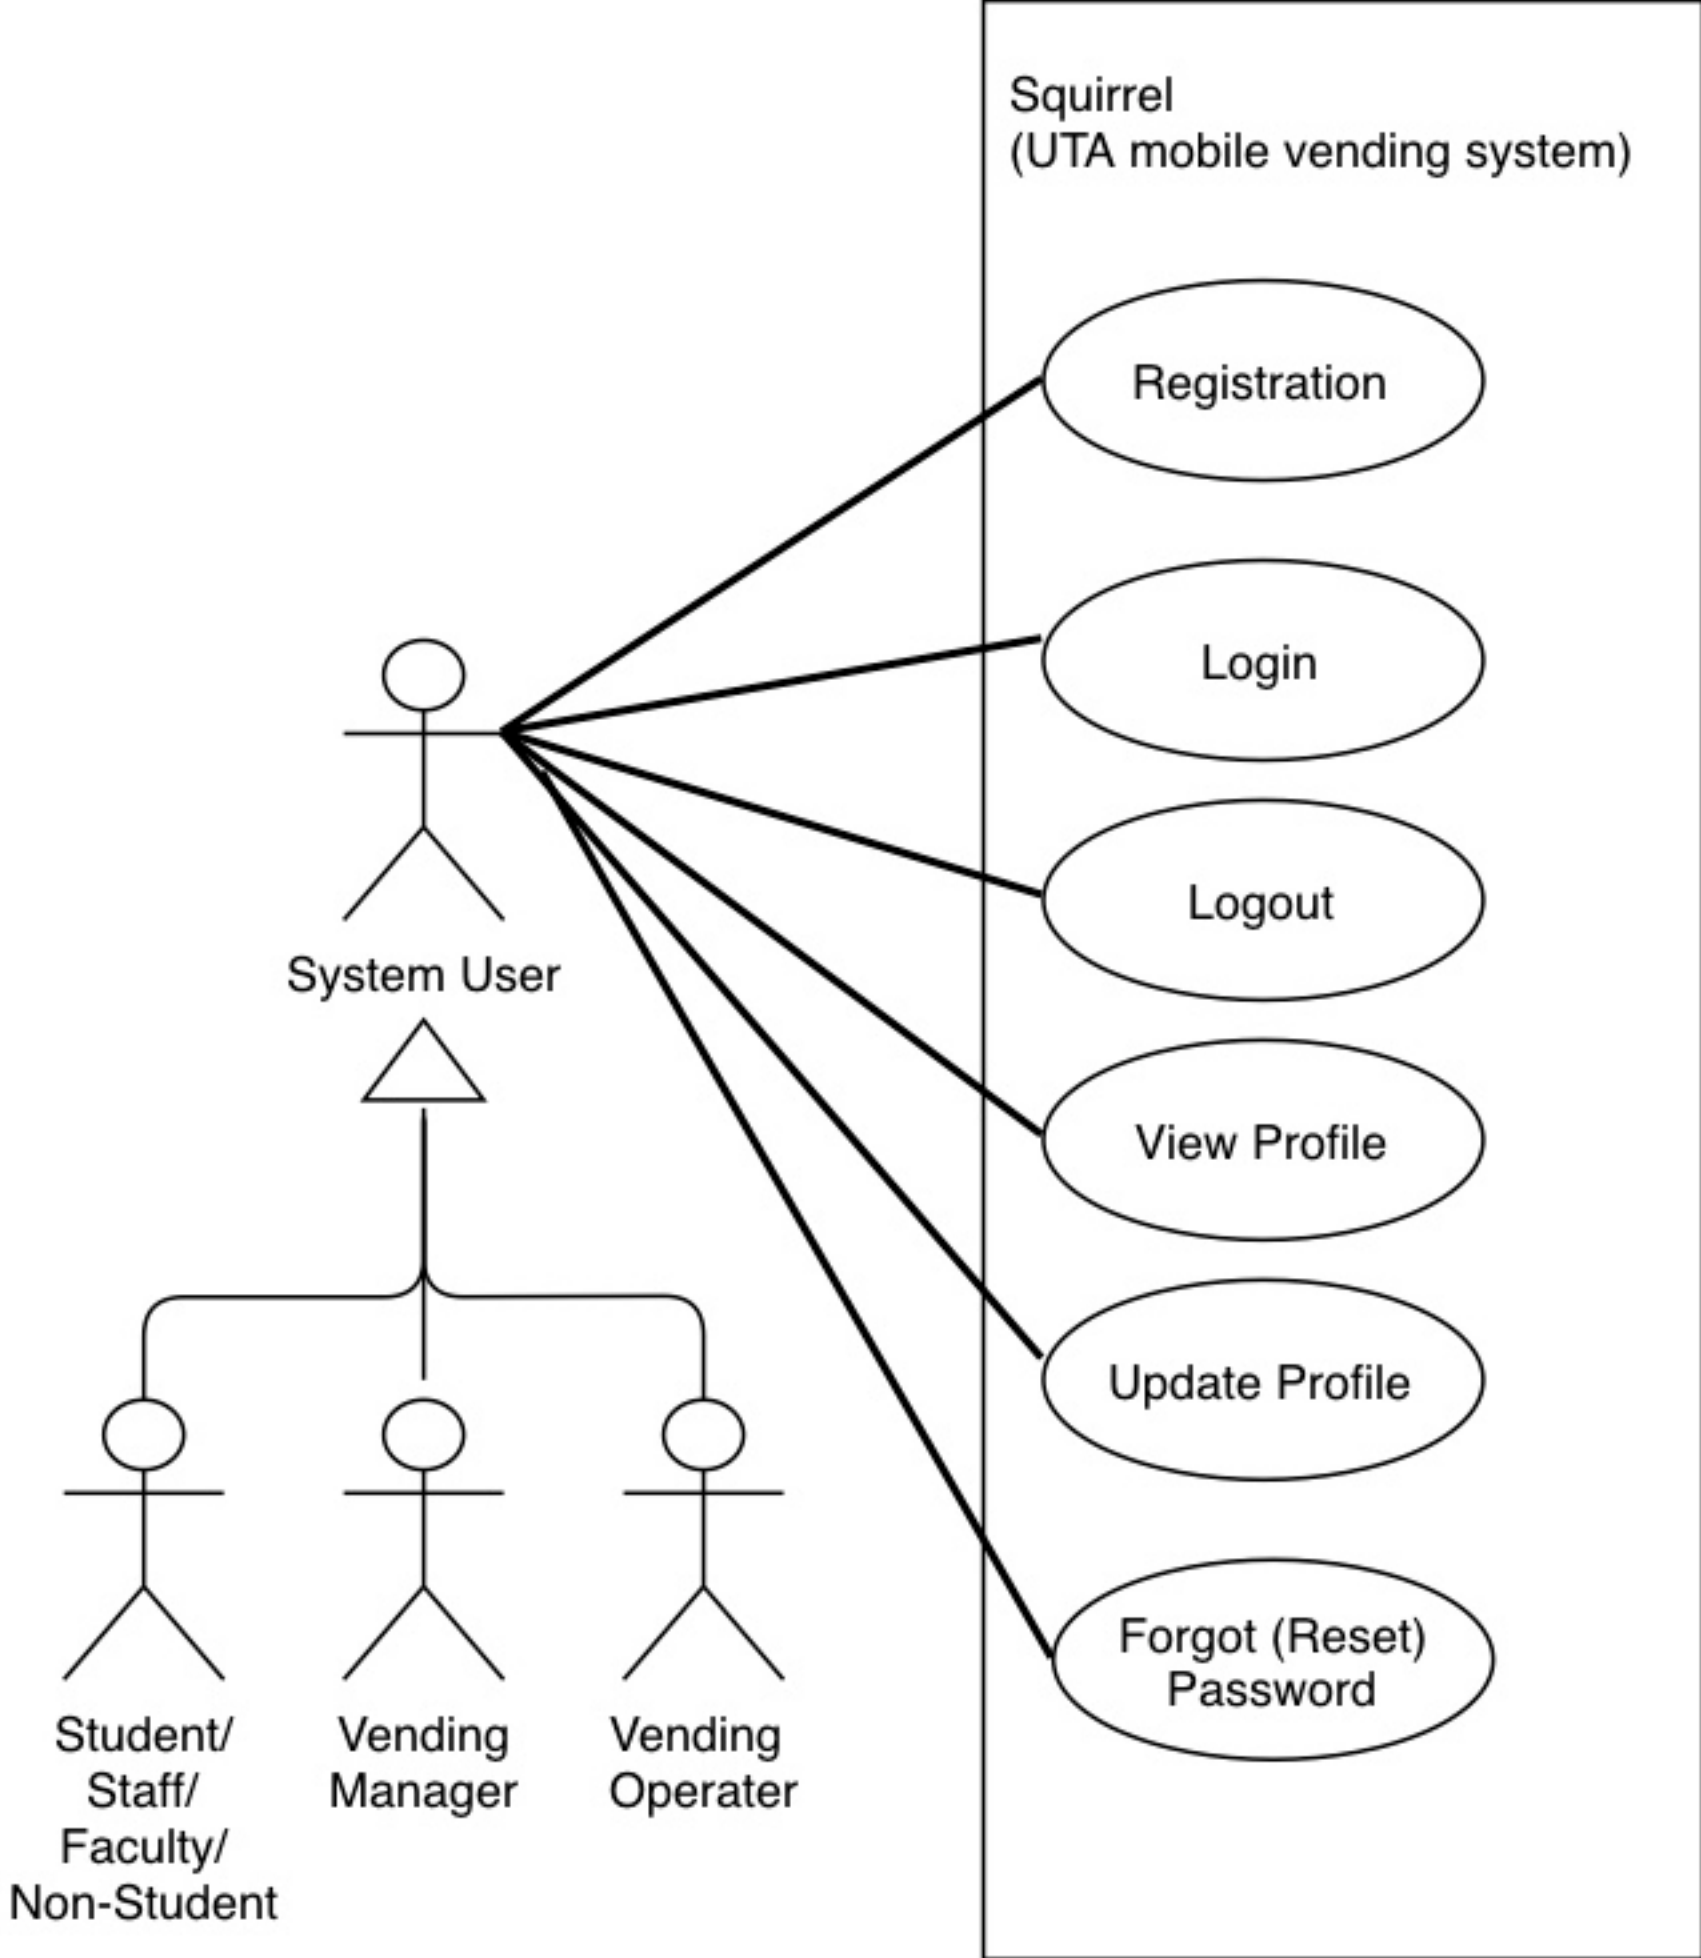 Squirrel
(UTA mobile vending system)
Registration
Login
Logout
System User
View Profile
Update Profile
Forgot (Reset)
Password
Student/
Staff/
Faculty/
Non-Student
Vending
Manager
Vending
Operater